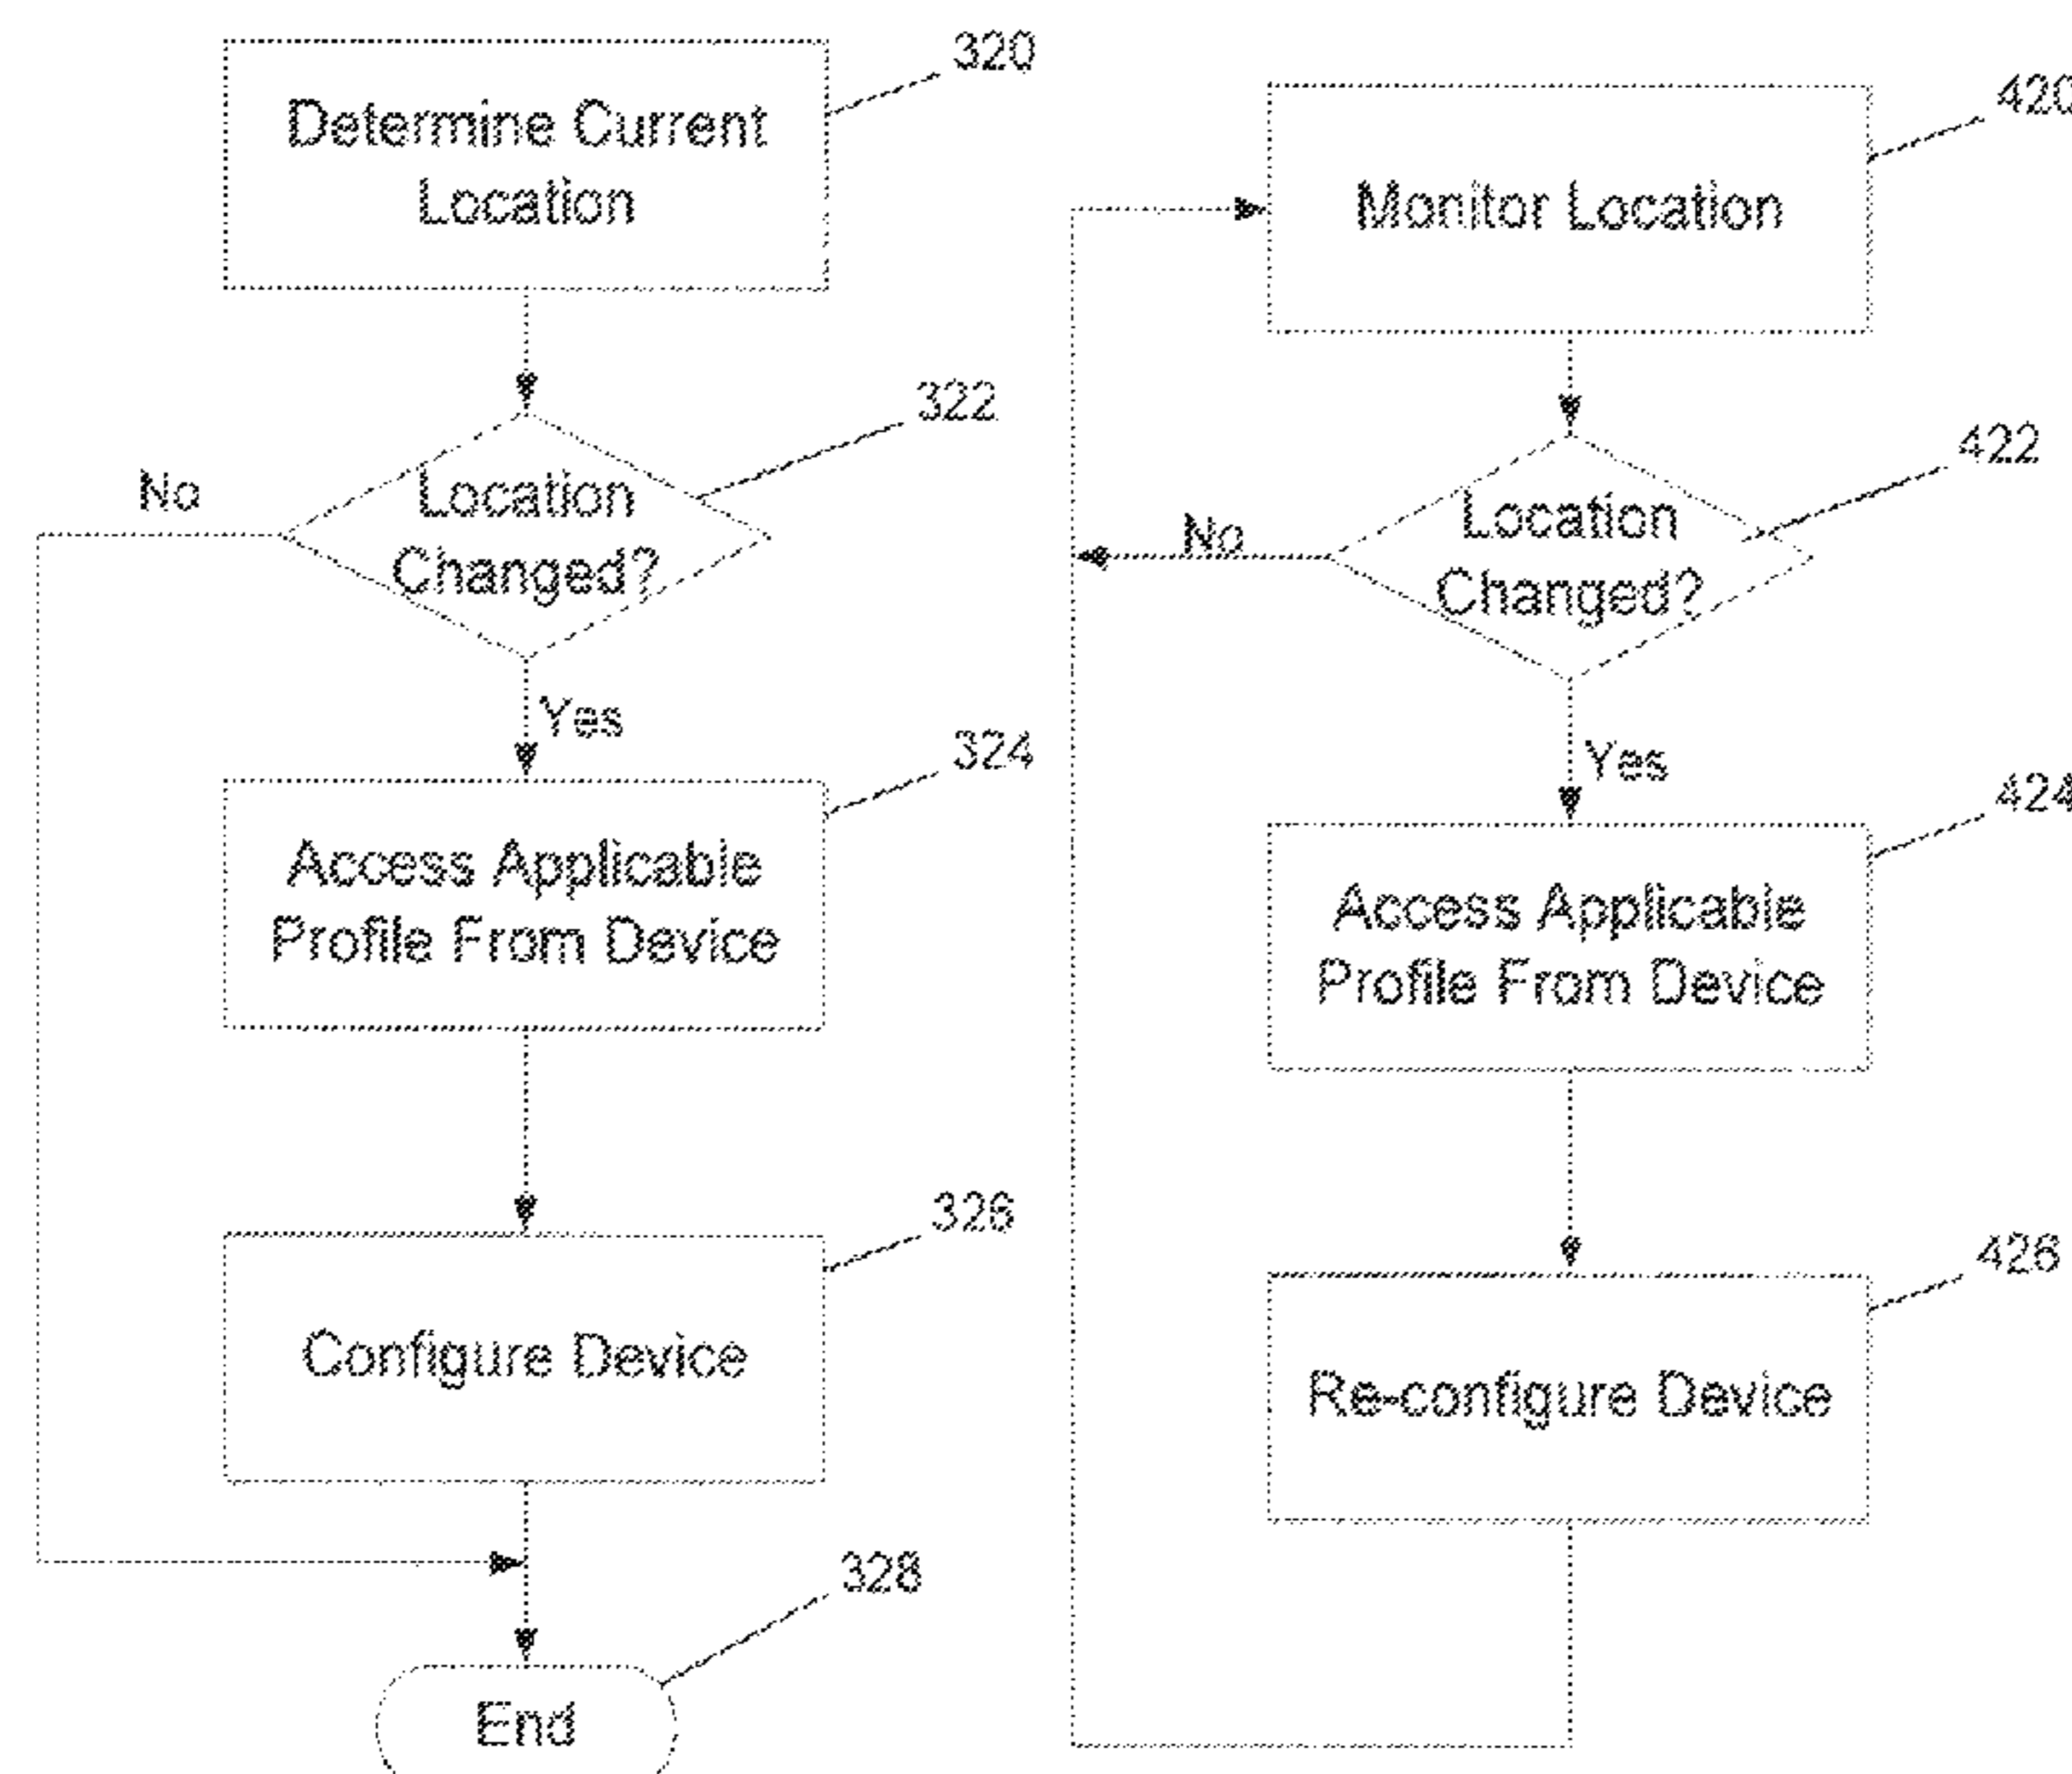 320
Determine Current
Location
322
No
Location
Changed?
Yes
324
Access Applicable
Profile From Device
326
Configure Device
328
End
420
Monitor Location
422
No
Location
Changed?
Yes
424
Access Applicable
Profile From Device
426
Re-configure Device